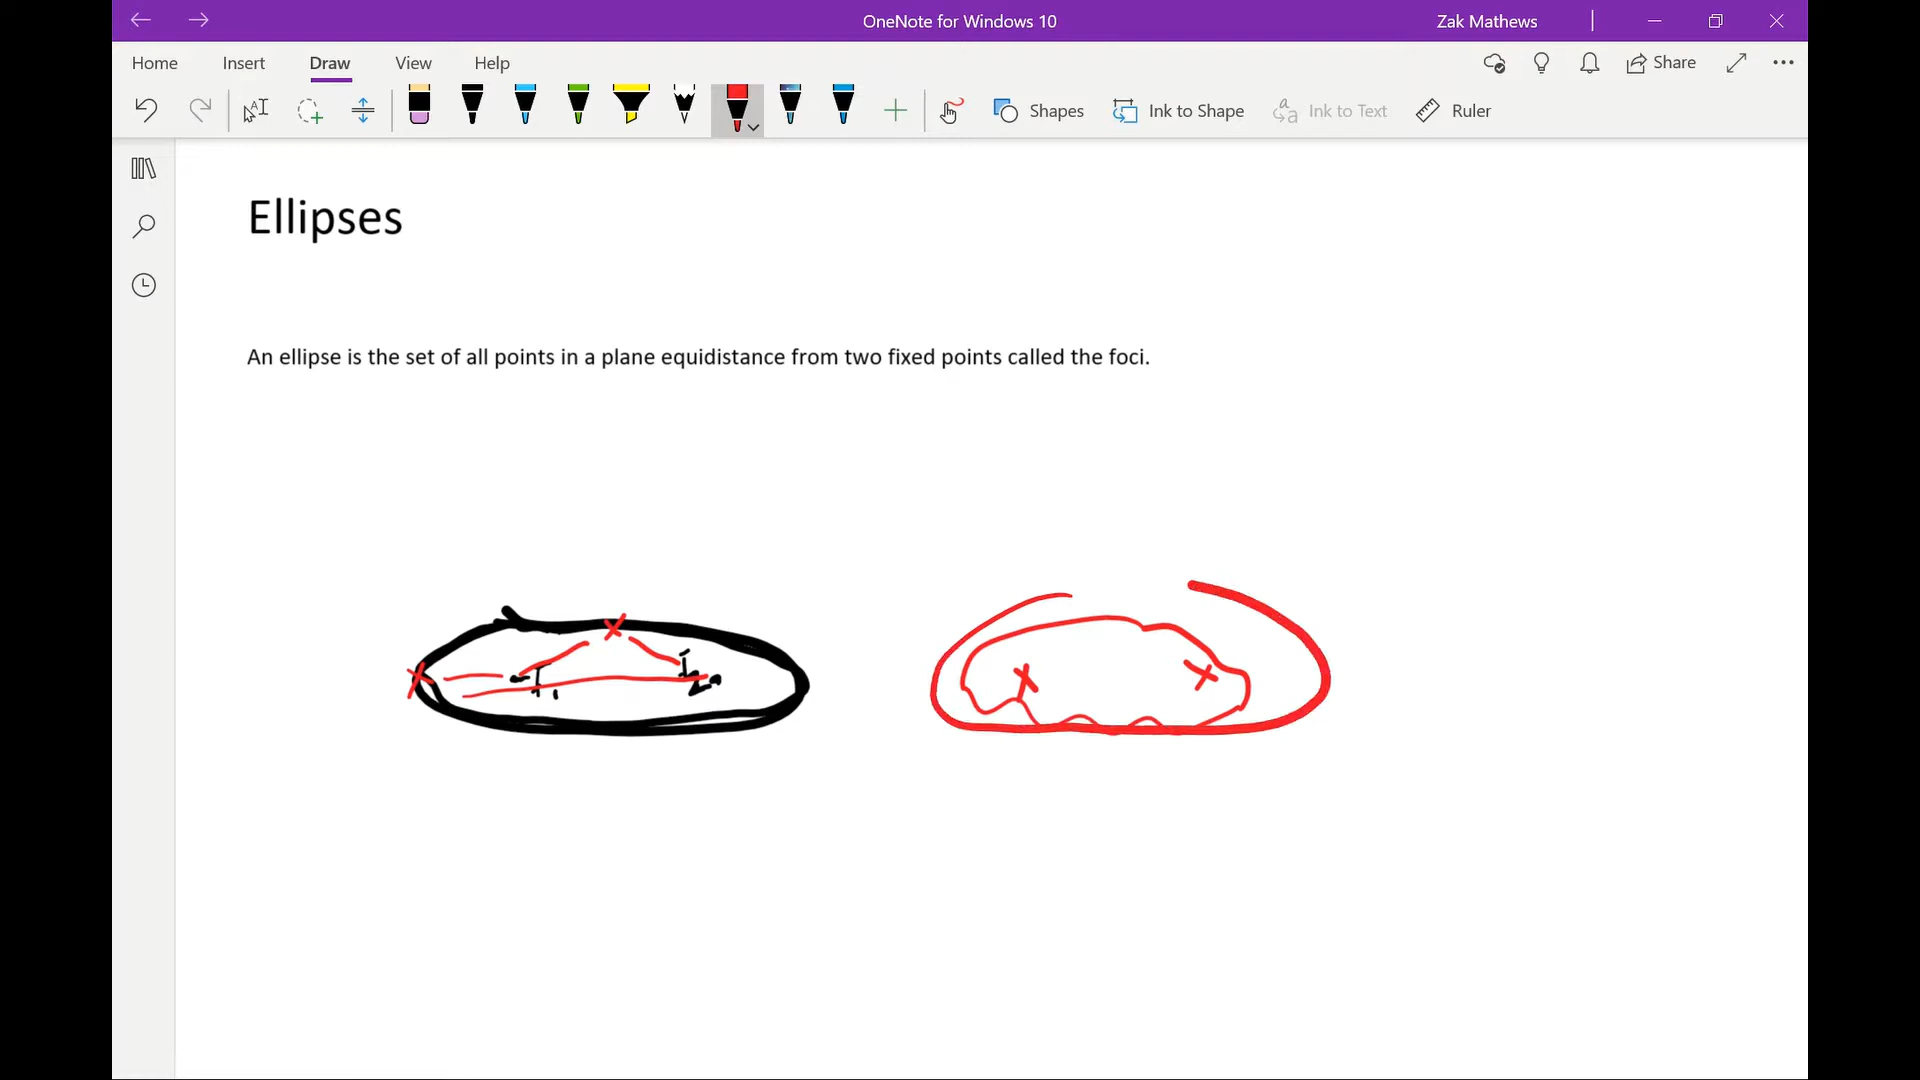 OneNote for Windows 10
Zak Mathews
Home Insert Draw View Help
Share
Shapes Ink to Shape Ink to Text Ruler
Ellipses
An ellipse is the set of all points in a plane equidistance from two fixed points called the foci.